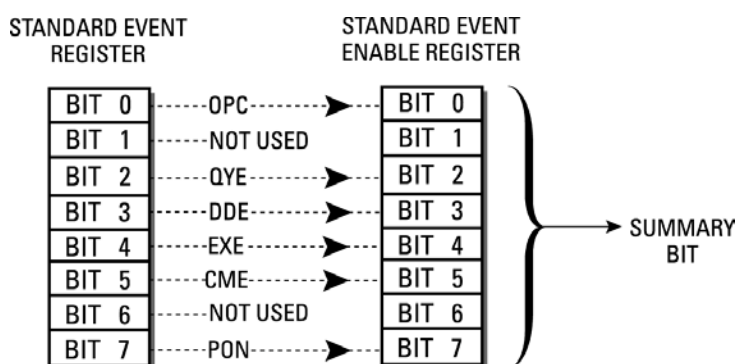 STANDARD EVENT
REGISTER
STANDARD EVENT
ENABLE REGISTER
BIT 0 OPC BIT 0
BIT 1 NOT USED BIT 1
BIT 2 QYE BIT 2
BIT 3 DDE BIT 3
BIT 4 EXE BIT 4
BIT 5 CME BIT 5
BIT 6 NOT USED BIT 6
BIT 7 PON BIT 7
SUMMARY
BIT